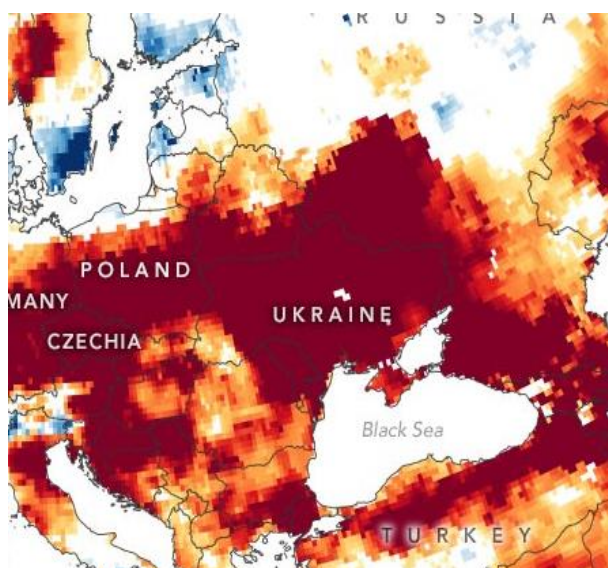 RUSSIA
POLAND
MANY
UKRAINE
CZECHIA
Black Sea
TURKEY